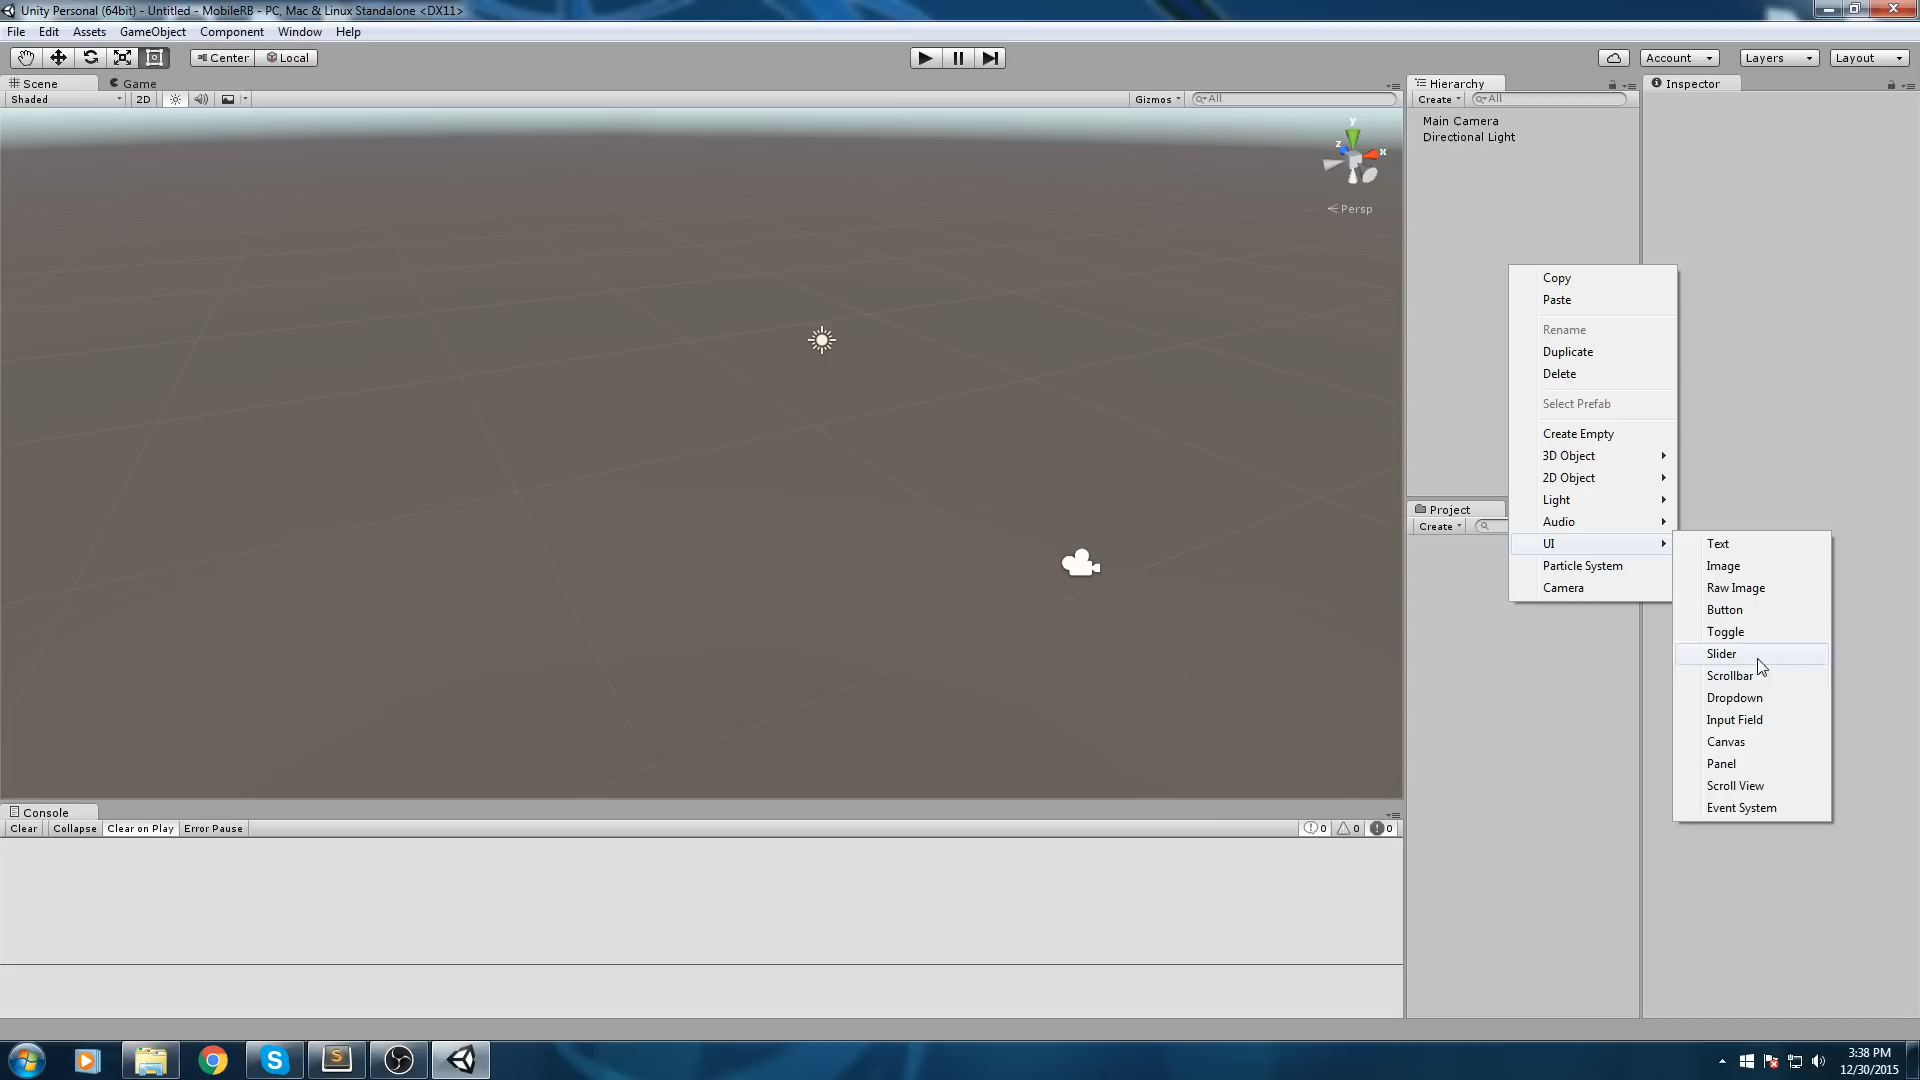 Unity Personal (64bit) - Untitled - MobileRB - PC, Mac & Linux Standalone <DX11>
File Edit Assets GameObject Component Window Help
Center Local Account Layers Layout
Scene Game
Shaded 2D Gizmos All
y
z x
Persp
Hierarchy
Create All
Main Camera
Directional Light
Inspector
Copy
Paste
Rename
Duplicate
Delete
Select Prefab
Create Empty
3D Object
2D Object
Light
Audio
UI
Particle System
Camera
Project
Create
Text
Image
Raw Image
Button
Toggle
Slider
Scrollbar
Dropdown
Input Field
Canvas
Panel
Scroll View
Event System
Console
Clear Collapse Clear on Play Error Pause 0 0 0
S S
3:38 PM
12/30/2015